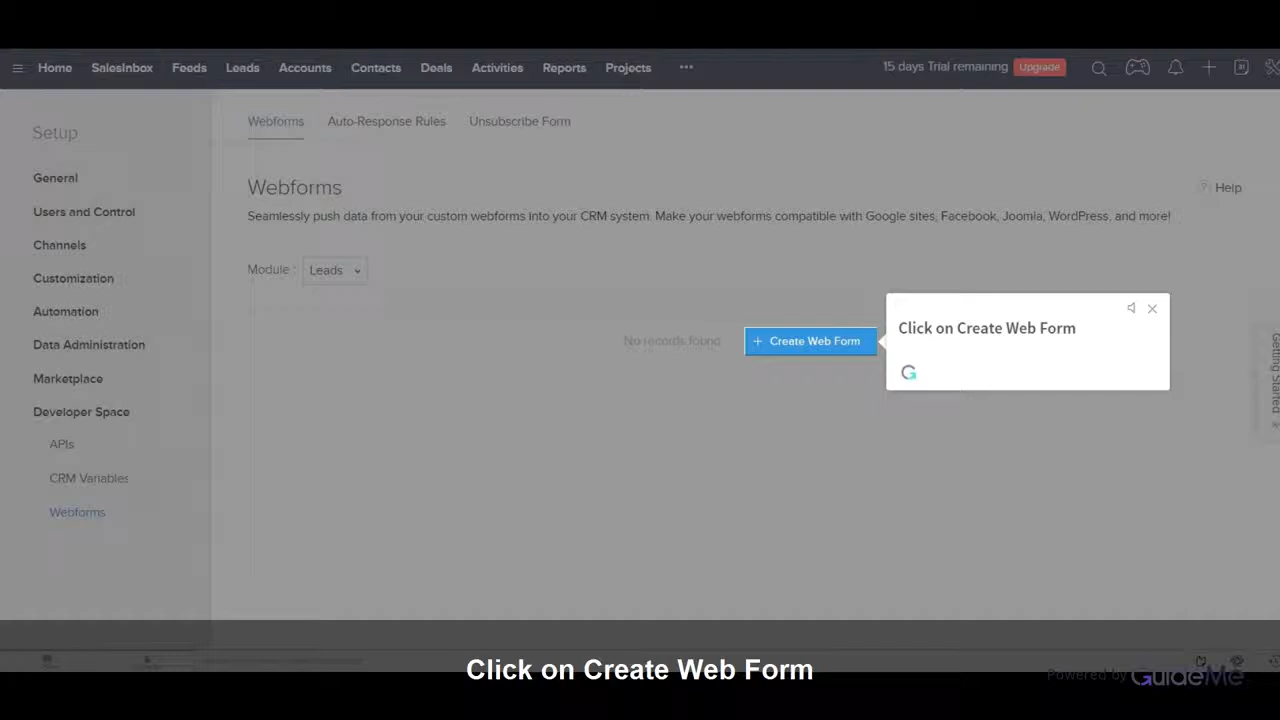 Home SalesInbox Feeds Leads Accounts Contacts Deals Activities Reports Projects ••• 15 days Trial remaining Upgrade
Setup
General
Users and Control
Channels
Customization
Automation
Data Administration
Marketplace
Developer Space
APIs
CRM Variables
Webforms
Webforms Auto-Response Rules Unsubscribe Form
Webforms
? Help
Seamlessly push data from your custom webforms into your CRM system. Make your webforms compatible with Google sites, Facebook, Joomla, WordPress, and more!
Module : Leads
No records found
+ Create Web Form
Click on Create Web Form
Getting Started
Click on Create Web Form
Powered by GuideMe